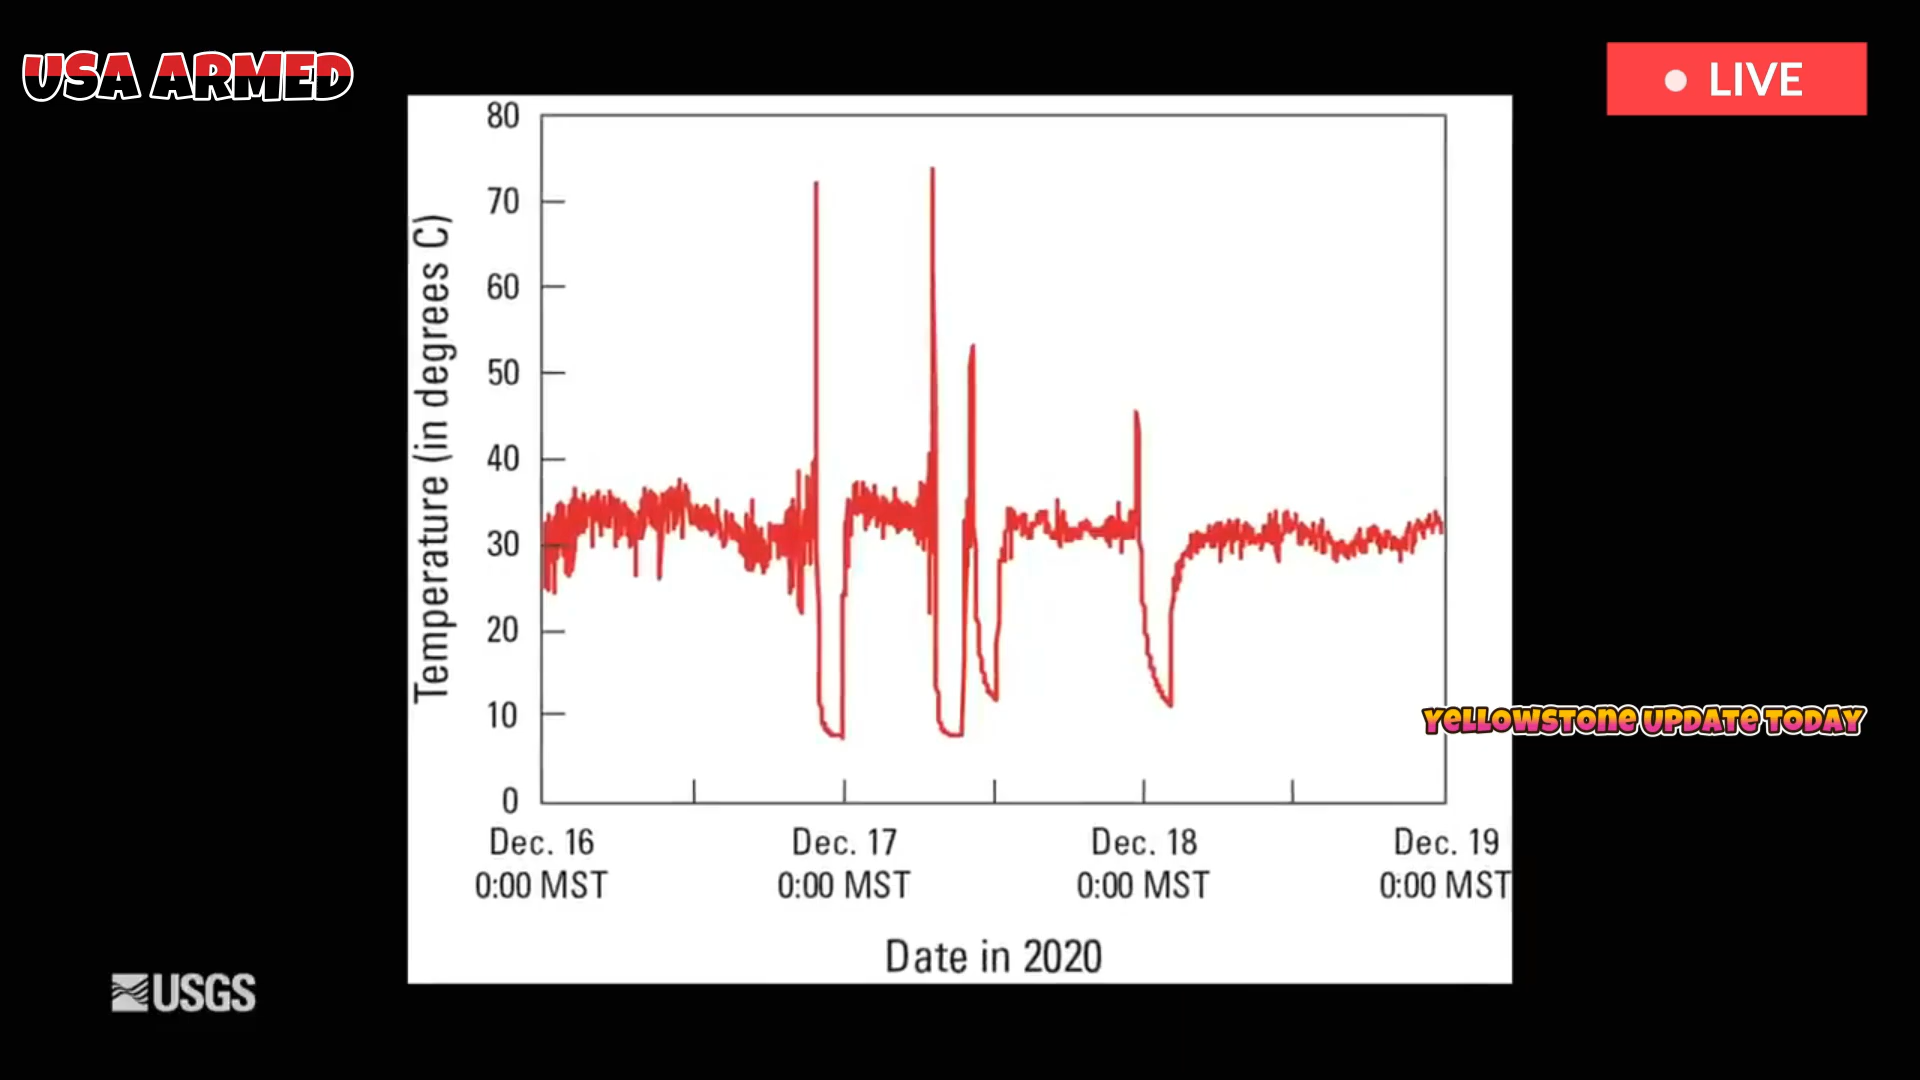 USA ARMED
LIVE
80
70
60
50
40
30
20
10
0
Temperature (in degrees C)
YELLOWSTONE UPDATE TODAY
Dec. 16 Dec. 17 Dec. 18 Dec. 19
0:00 MST 0:00 MST 0:00 MST 0:00 MST
Date in 2020
USGS